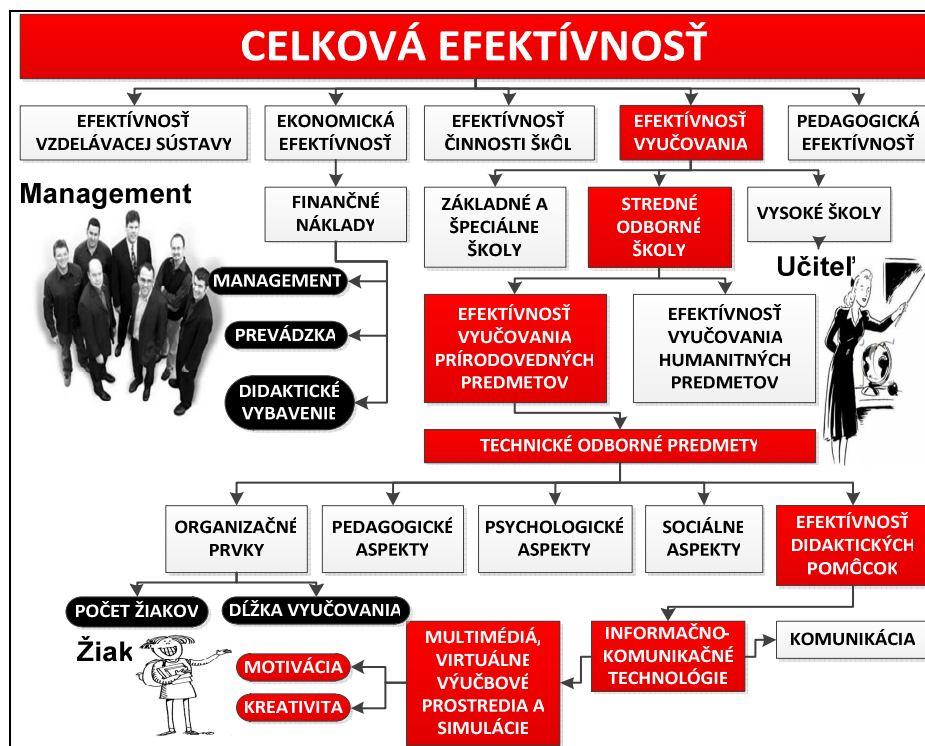 CELKOVÁ EFEKTÍVNOSŤ
EFEKTÍVNOSŤ
VZDELÁVACEJ SÚSTAVY
EKONOMICKÁ
EFEKTÍVNOSŤ
EFEKTÍVNOSŤ
ČINNOSTI ŠKÔL
EFEKTÍVNOSŤ
VYUČOVANIA
PEDAGOGICKÁ
EFEKTÍVNOSŤ
Management
FINANČNÉ
NÁKLADY
ZÁKLADNÉ A
ŠPECIÁLNE
ŠKOLY
STREDNÉ
ODBORNÉ
ŠKOLY
VYSOKÉ ŠKOLY
Učiteľ
MANAGEMENT
PREVÁDZKA
DIDAKTICKÉ
VYBAVENIE
EFEKTÍVNOSŤ
VYUČOVANIA
PRÍRODOVEDNÝCH
PREDMETOV
EFEKTÍVNOSŤ
VYUČOVANIA
HUMANITNÝCH
PREDMETOV
TECHNICKÉ ODBORNÉ PREDMETY
ORGANIZAČNÉ
PRVKY
PEDAGOGICKÉ
ASPEKTY
PSYCHOLOGICKÉ
ASPEKTY
SOCIÁLNE
ASPEKTY
EFEKTÍVNOSŤ
DIDAKTICKÝCH
POMÔCOK
POČET ŽIAKOV
DĹŽKA VYUČOVANIA
Žiak
MOTIVÁCIA
KREATIVITA
MULTIMÉDIÁ,
VIRTUÁLNE
VÝUČBOVÉ
PROSTREDIA A
SIMULÁCIE
INFORMAČNO-
KOMUNIKAČNÉ
TECHNOLÓGIE
KOMUNIKÁCIA